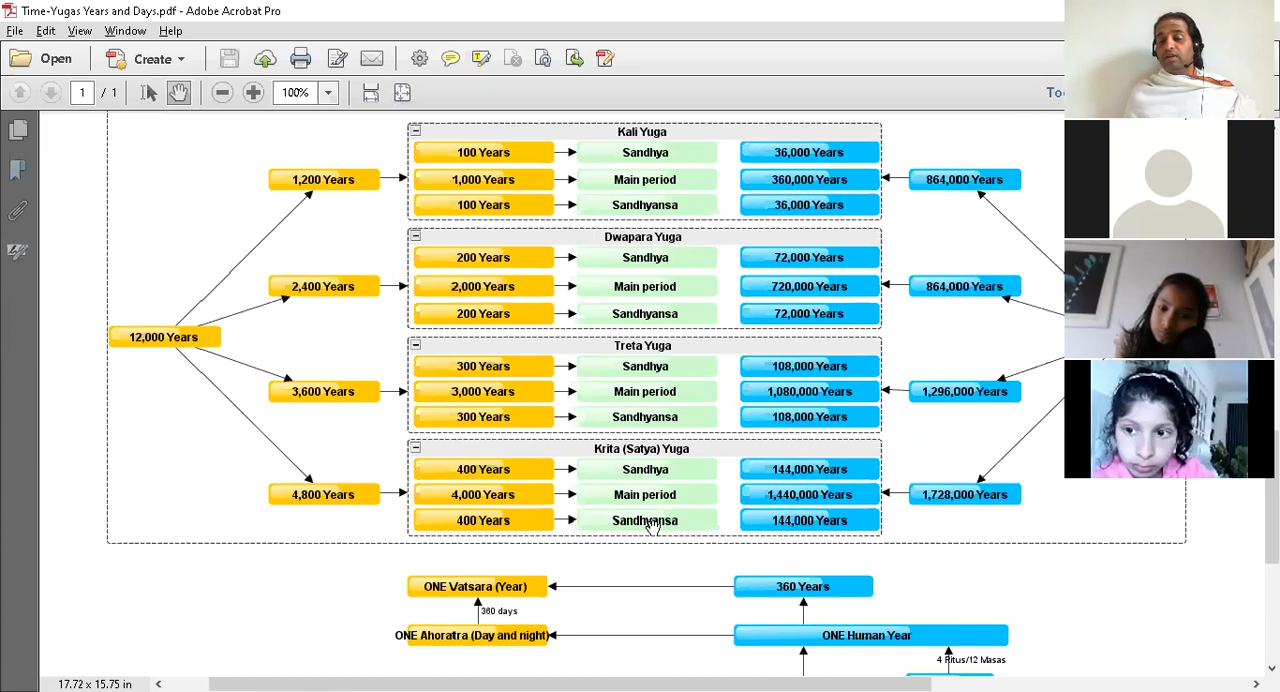 Time-Yugas Years and Days.pdf - Adobe Acrobat Pro
File Edit View Window Help
Open Create
1 / 1 100%
Kali Yuga
100 Years Sandhya 36,000 Years
1,200 Years 1,000 Years Main period 360,000 Years 864,000 Years
100 Years Sandhyansa 36,000 Years
Dwapara Yuga
200 Years Sandhya 72,000 Years
2,400 Years 2,000 Years Main period 720,000 Years 864,000 Years
200 Years Sandhyansa 72,000 Years
12,000 Years
Treta Yuga
300 Years Sandhya 108,000 Years
3,600 Years 3,000 Years Main period 1,080,000 Years 1,296,000 Years
300 Years Sandhyansa 108,000 Years
Krita (Satya) Yuga
400 Years Sandhya 144,000 Years
4,800 Years 4,000 Years Main period 1,440,000 Years 1,728,000 Years
400 Years Sandhyansa 144,000 Years
ONE Vatsara (Year) 360 Years
360 days
ONE Ahoratra (Day and night) ONE Human Year
4 Ritus/12 Masas
17.72 x 15.75 in